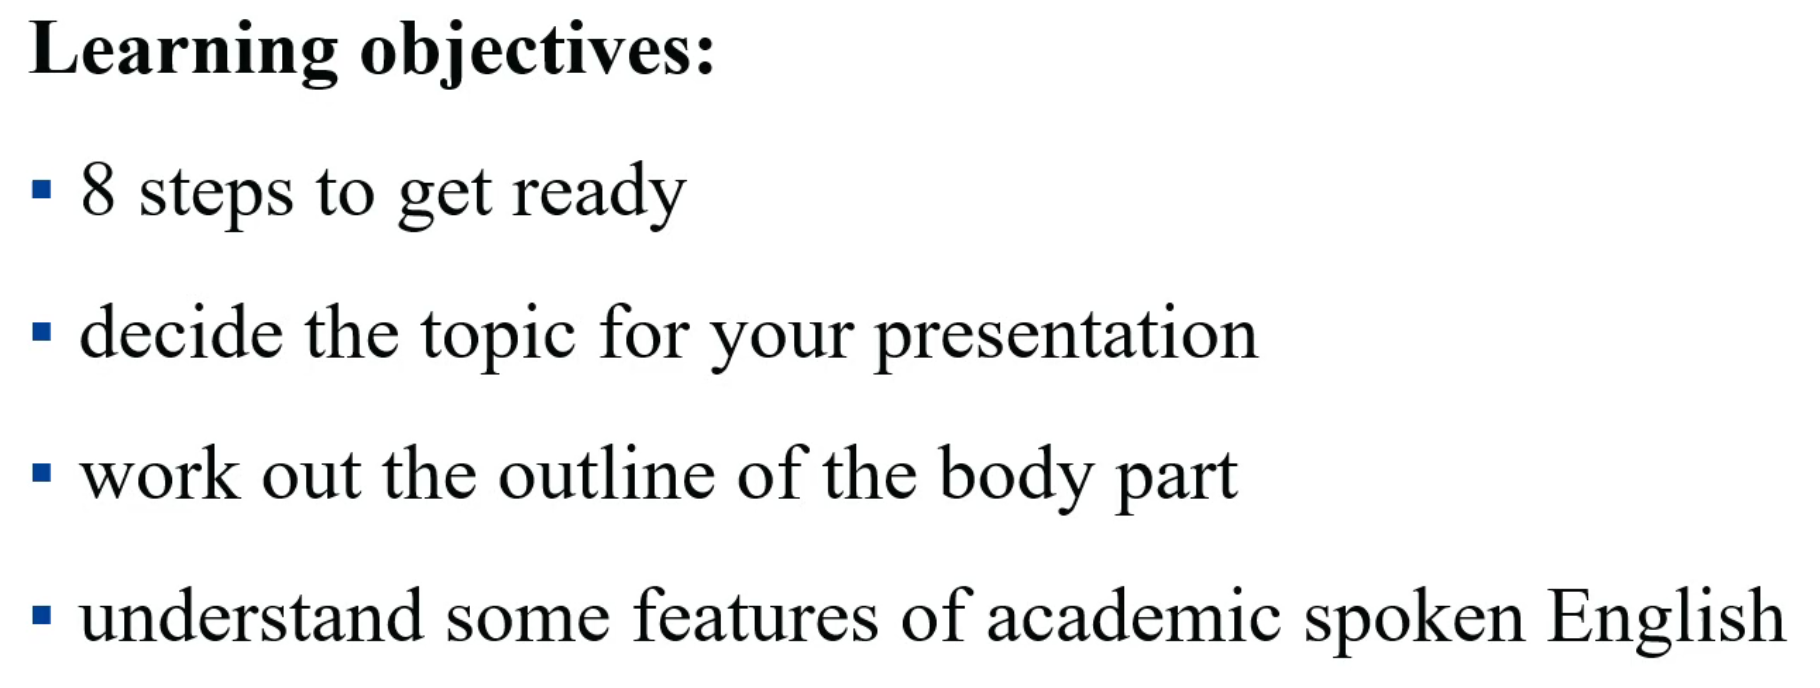 Learning objectives:
▪ 8 steps to get ready
▪ decide the topic for your presentation
▪ work out the outline of the body part
▪ understand some features of academic spoken English